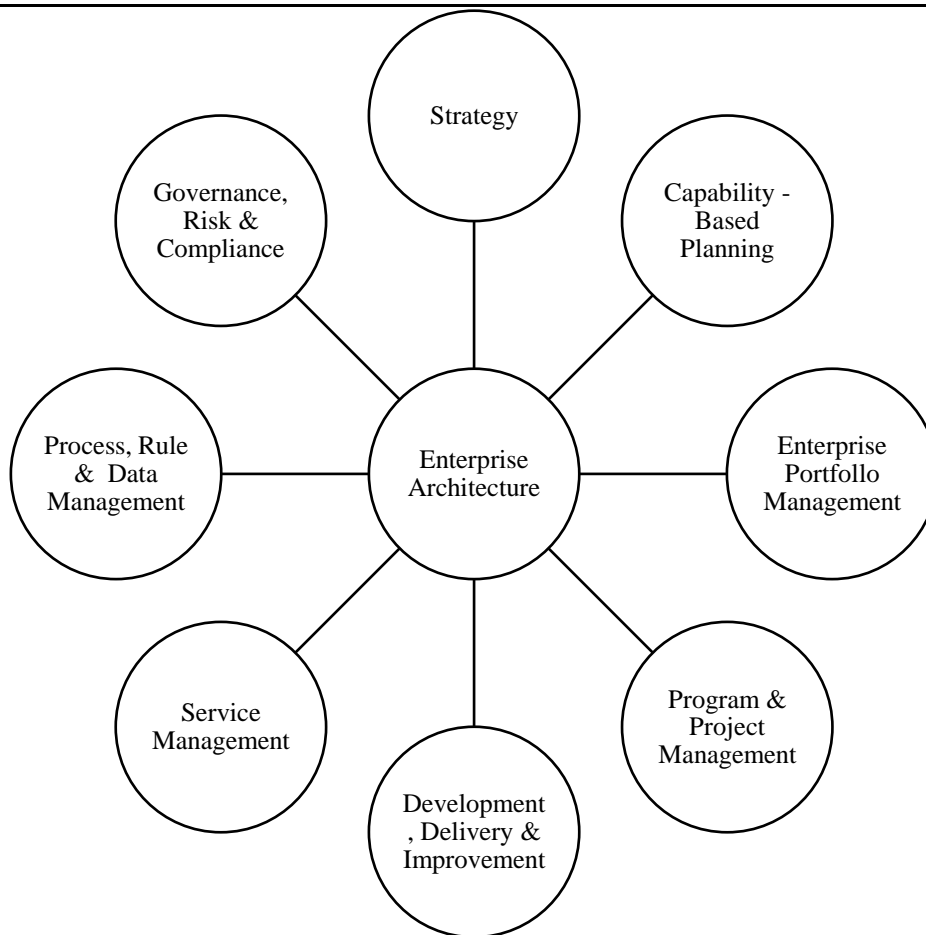 Strategy
Governance,
Risk &
Compliance
Capability -
Based
Planning
Process, Rule
& Data
Management
Enterprise
Architecture
Enterprise
Portfollo
Management
Service
Management
Program &
Project
Management
Development
, Delivery &
Improvement